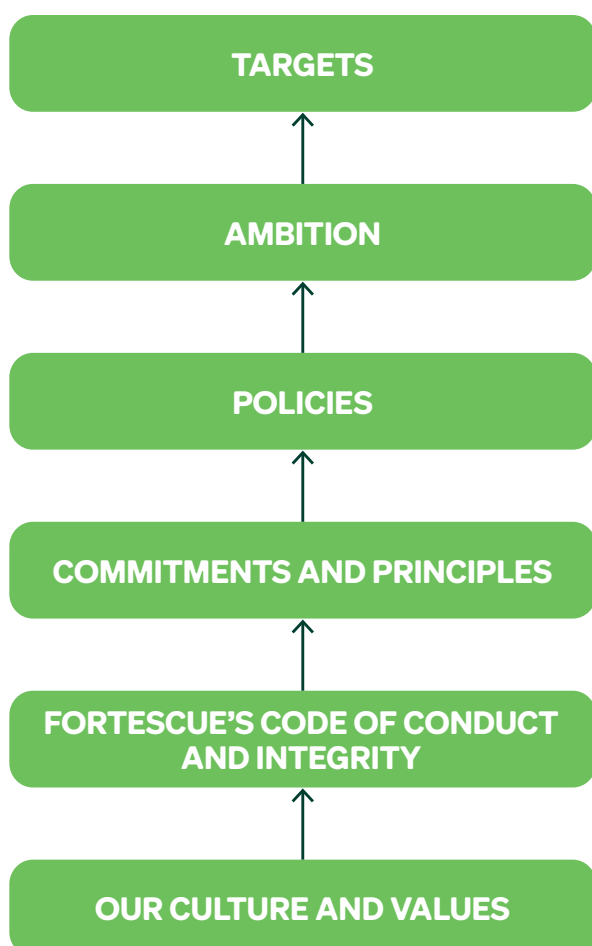 TARGETS
AMBITION
POLICIES
COMMITMENTS AND PRINCIPLES
FORTESCUE’S CODE OF CONDUCT
AND INTEGRITY
OUR CULTURE AND VALUES